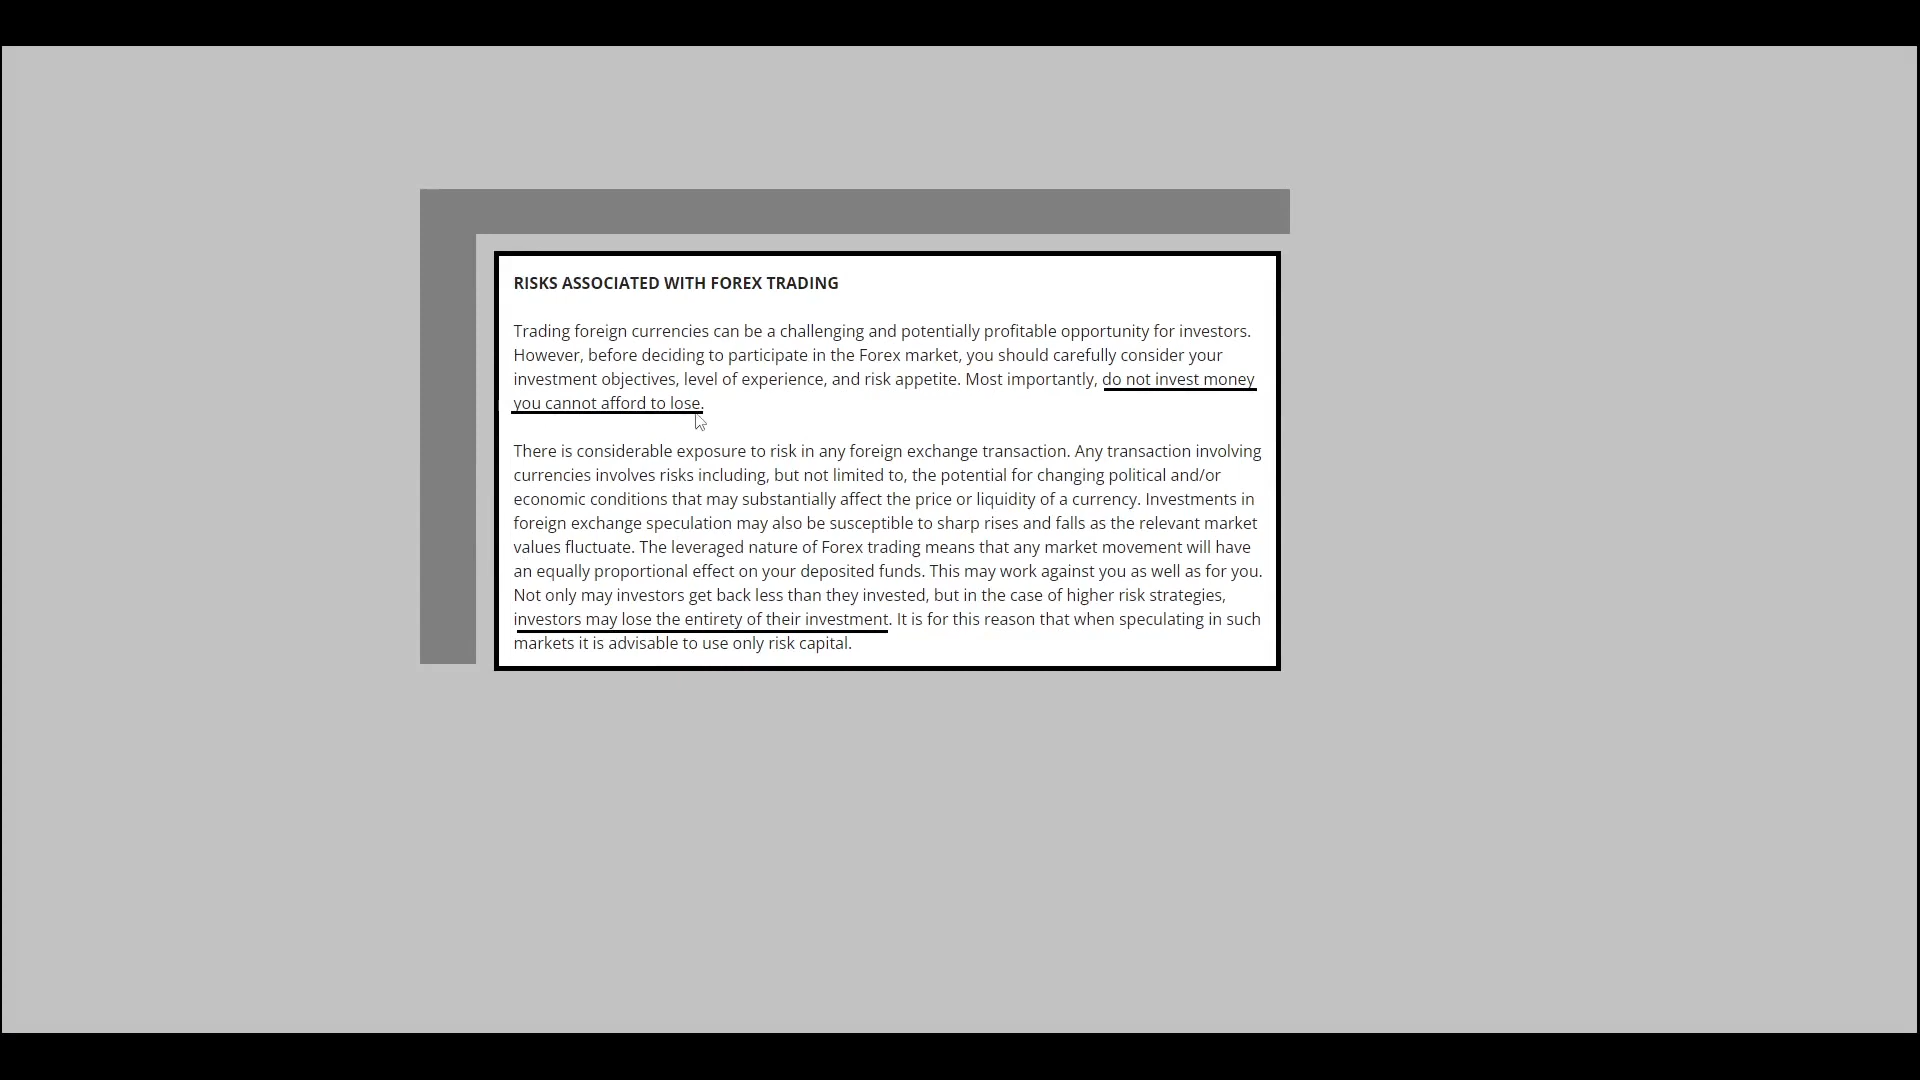 RISKS ASSOCIATED WITH FOREX TRADING
Trading foreign currencies can be a challenging and potentially profitable opportunity for investors.
However, before deciding to participate in the Forex market, you should carefully consider your
investment objectives, level of experience, and risk appetite. Most importantly, do not invest money
you cannot afford to lose.
There is considerable exposure to risk in any foreign exchange transaction. Any transaction involving
currencies involves risks including, but not limited to, the potential for changing political and/or
economic conditions that may substantially affect the price or liquidity of a currency. Investments in
foreign exchange speculation may also be susceptible to sharp rises and falls as the relevant market
values fluctuate. The leveraged nature of Forex trading means that any market movement will have
an equally proportional effect on your deposited funds. This may work against you as well as for you.
Not only may investors get back less than they invested, but in the case of higher risk strategies,
investors may lose the entirety of their investment. It is for this reason that when speculating in such
markets it is advisable to use only risk capital.